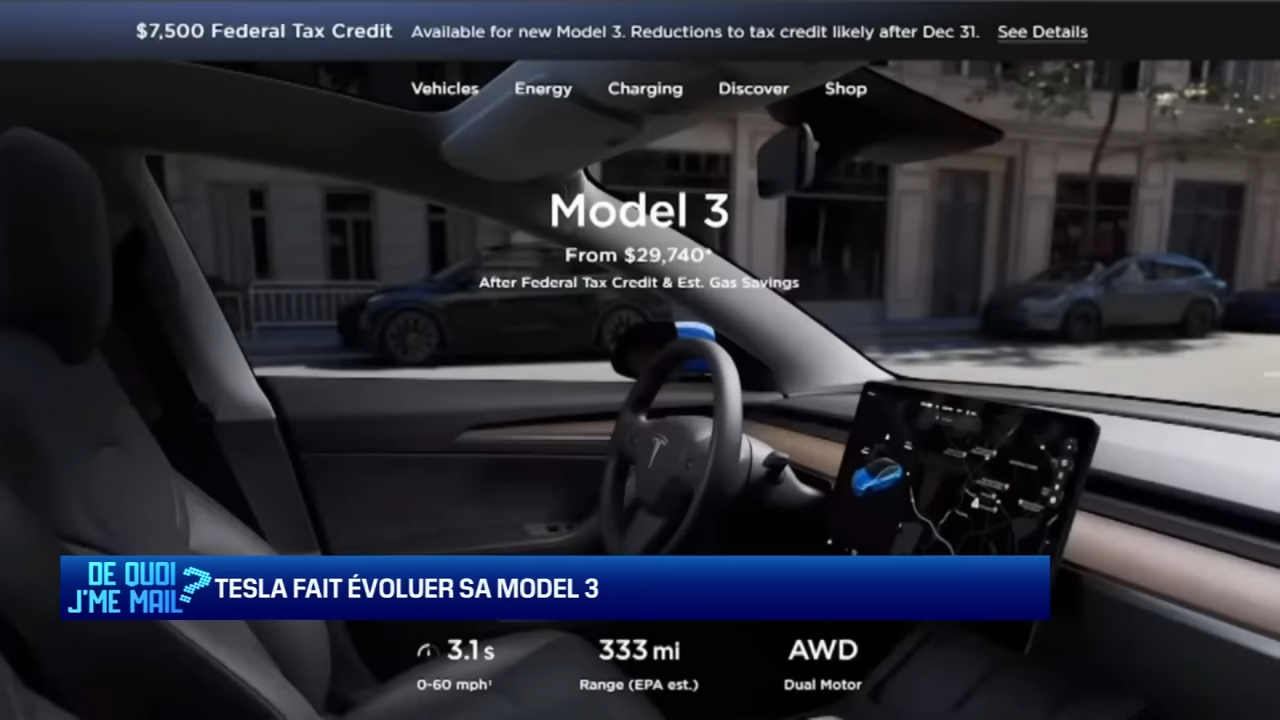 $7,500 Federal Tax Credit Available for new Model 3. Reductions to tax credit likely after Dec 31. See Details
Vehicles Energy Charging Discover Shop
Model 3
From $29,740*
After Federal Tax Credit & Est. Gas Savings
DE QUOI
J'ME MAIL?
TESLA FAIT ÉVOLUER SA MODEL 3
3.1 s 333 mi AWD
0-60 mph¹ Range (EPA est.) Dual Motor